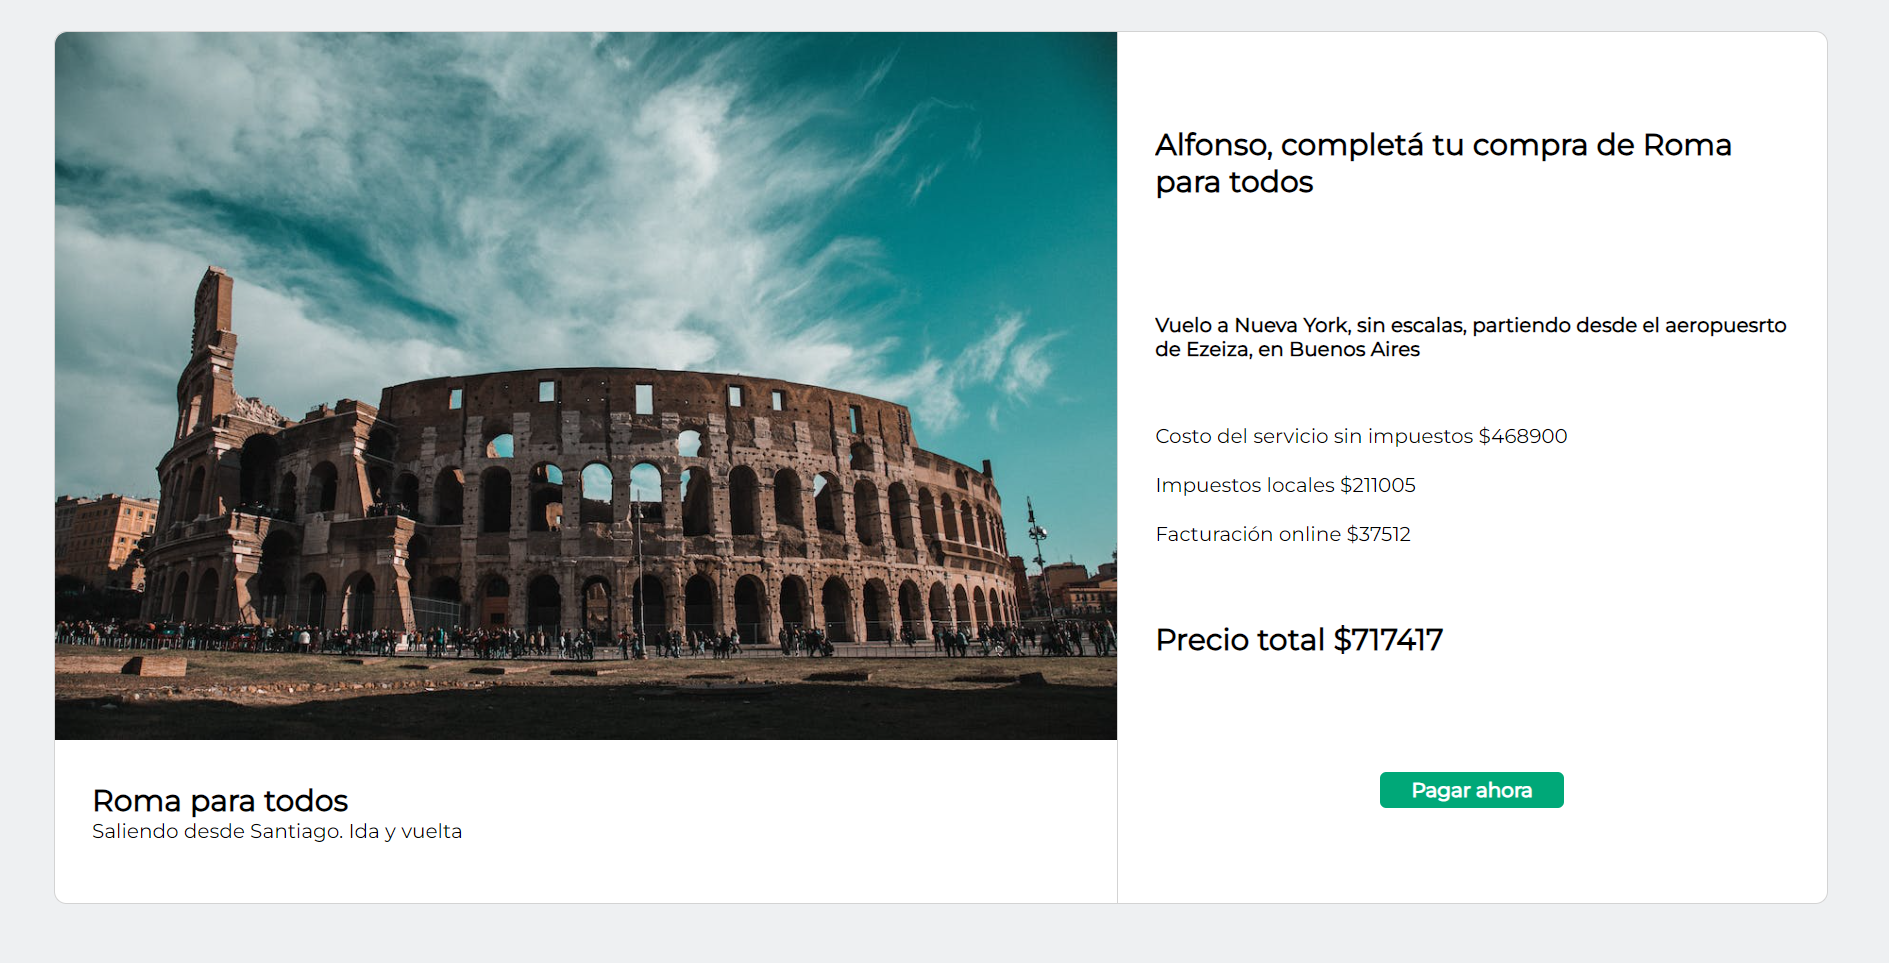 Alfonso, completá tu compra de Roma
para todos
Vuelo a Nueva York, sin escalas, partiendo desde el aeropuesrto
de Ezeiza, en Buenos Aires
Costo del servicio sin impuestos $468900
Impuestos locales $211005
Facturación online $37512
Precio total $717417
Pagar ahora
Roma para todos
Saliendo desde Santiago. Ida y vuelta